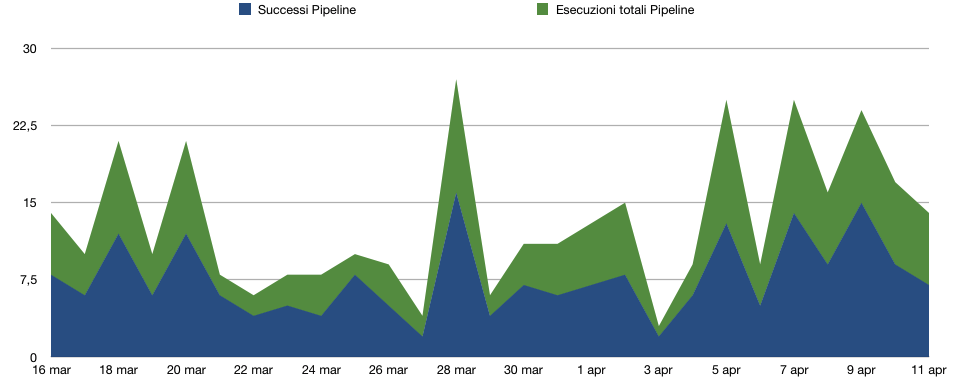 Successi Pipeline
Esecuzioni totali Pipeline
30
22,5
15
7,5
0
16 mar 18 mar 20 mar 22 mar 24 mar 26 mar 28 mar 30 mar 1 apr 3 apr 5 apr 7 apr 9 apr 11 apr